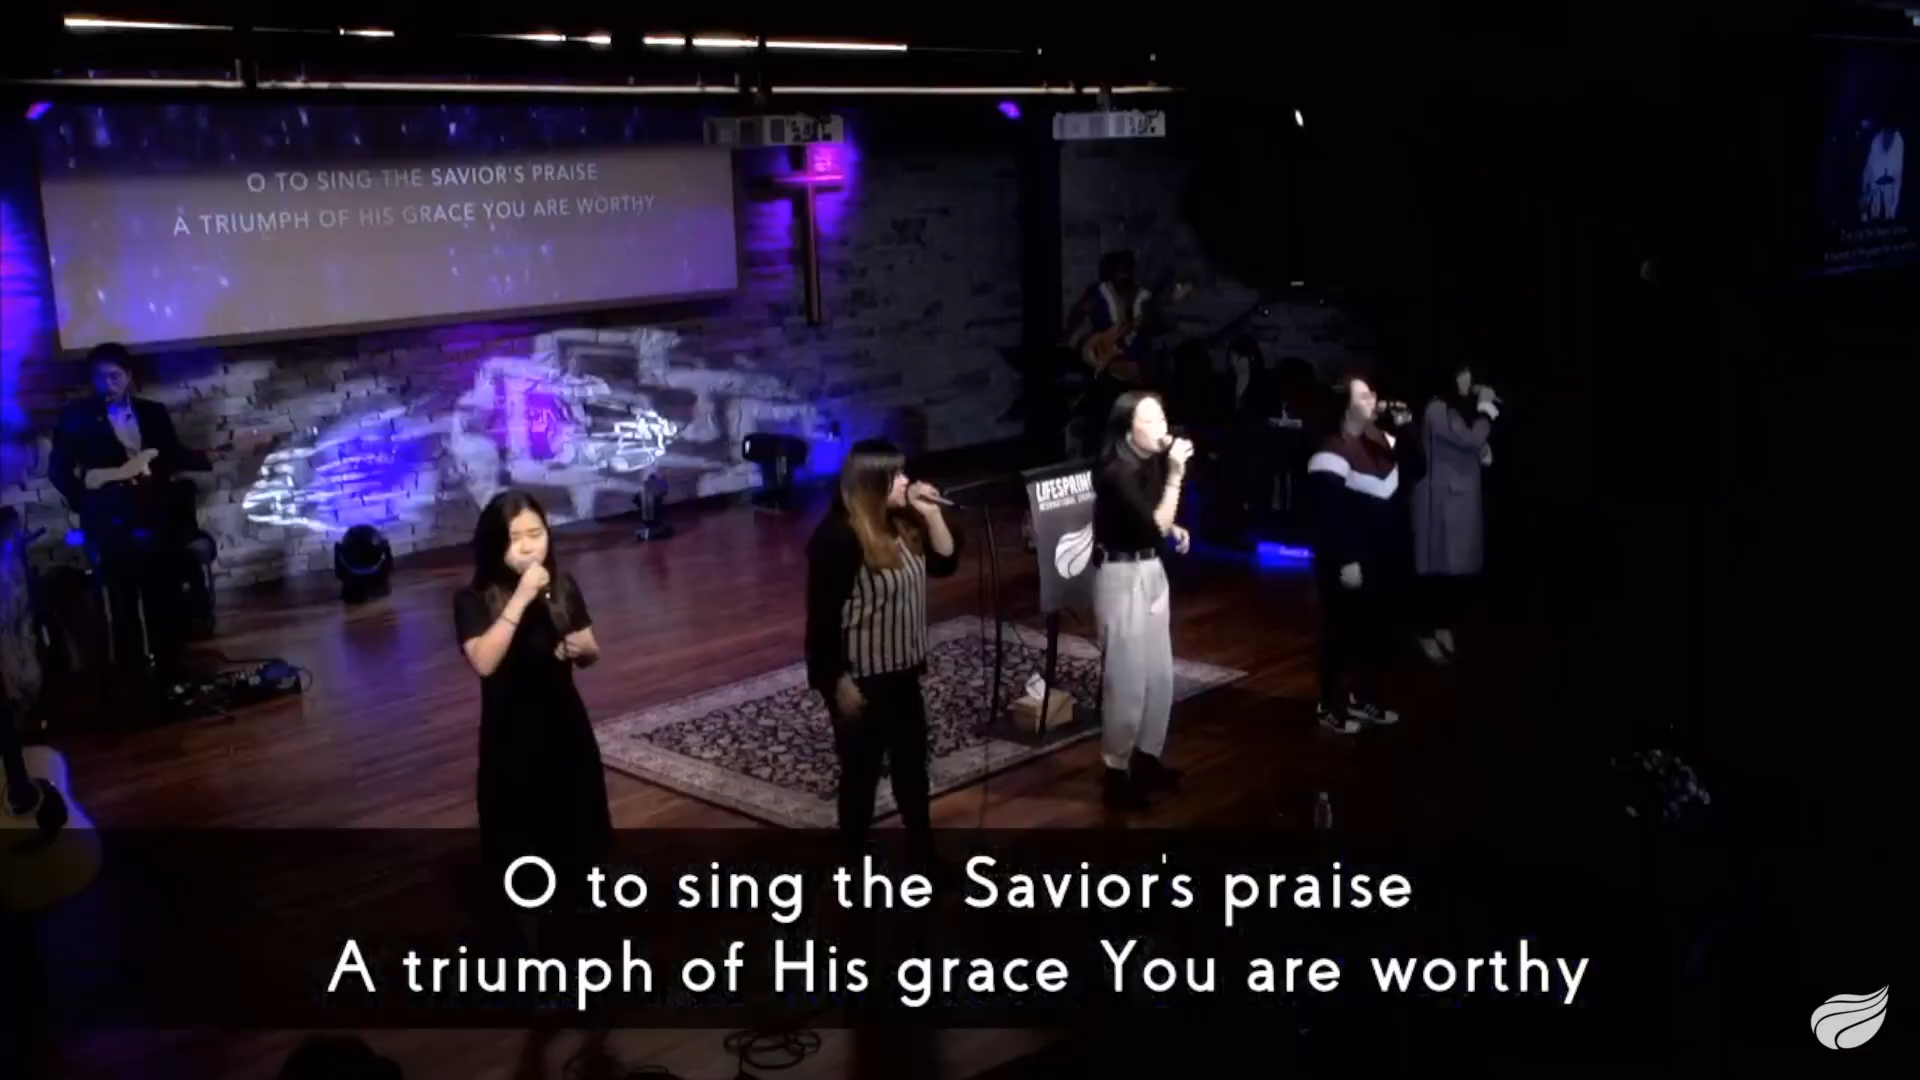 O TO SING THE SAVIOR'S PRAISE
A TRIUMPH OF HIS GRACE YOU ARE WORTHY
LIFESPRING
O to sing the Savior's praise
A triumph of His grace You are worthy